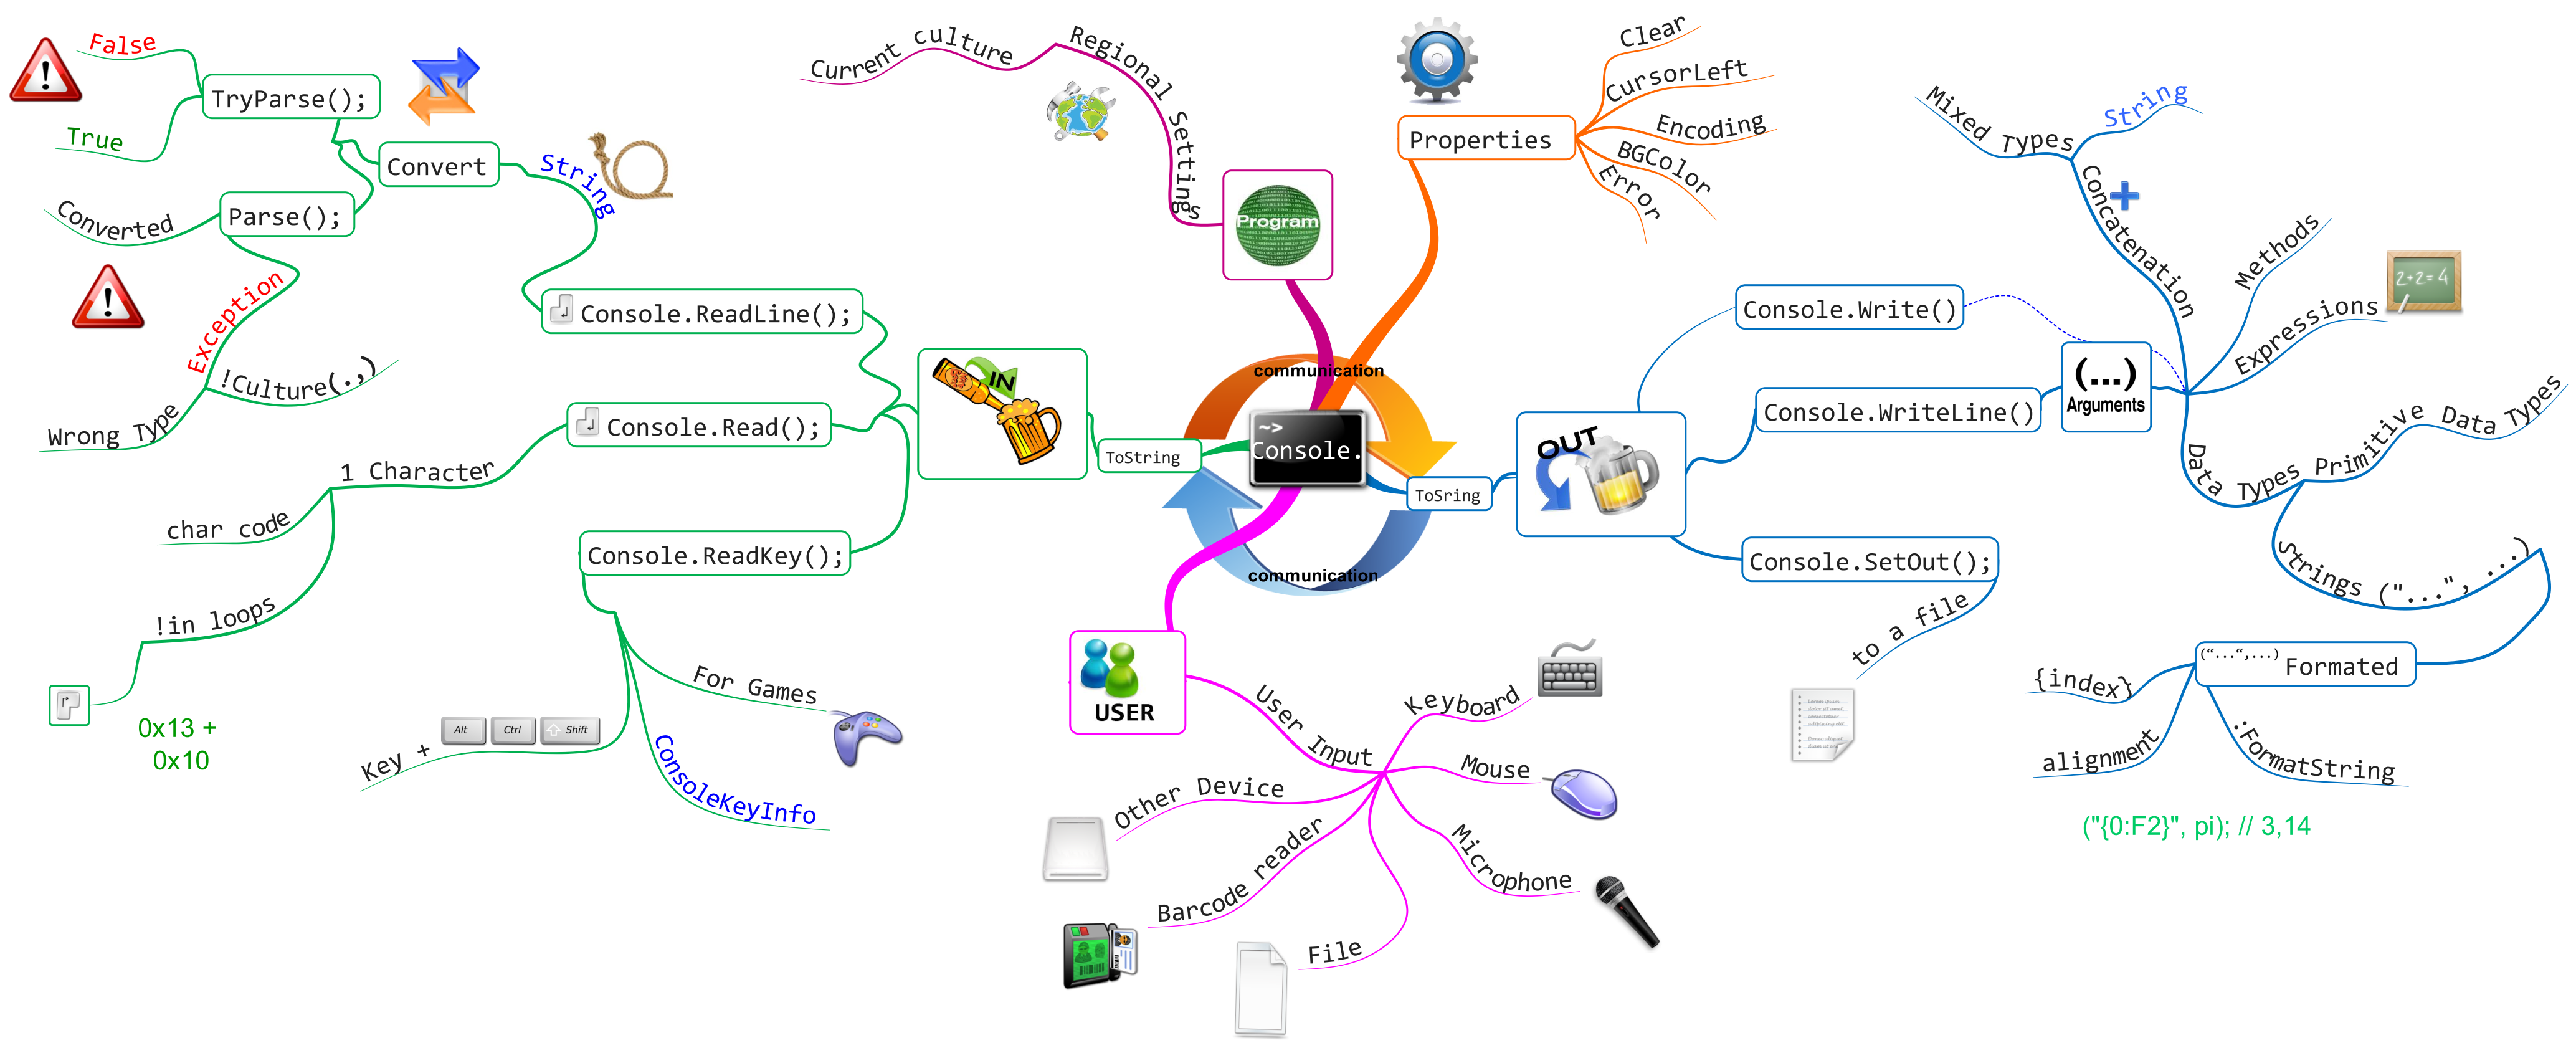 False
TryParse();
True
Convert
String
Parse();
Converted
Exception
!Culture(.,)
Wrong Type
Console.ReadLine();
Console.Read();
1 Character
char code
!in loops
0x13 +
0x10
Console.ReadKey();
For Games
ConsoleKeyInfo
Key +
Alt
Ctrl
Shift
IN
ToString
Current culture
Regional Settings
Program
Properties
Clear
CursorLeft
Encoding
BGColor
Error
communication
~>
Console.
communication
ToSring
OUT
Console.Write()
Console.WriteLine()
Console.SetOut();
to a file
(...)
Arguments
Concatenation
Mixed Types
String
Methods
Expressions
2+2=4
Data Types
Primitive Data Types
Strings ("...", ...)
("...",...)
Formated
{index}
alignment
:FormatString
("{0:F2}", pi); // 3,14
USER
User Input
Keyboard
Mouse
Microphone
File
Barcode reader
Other Device